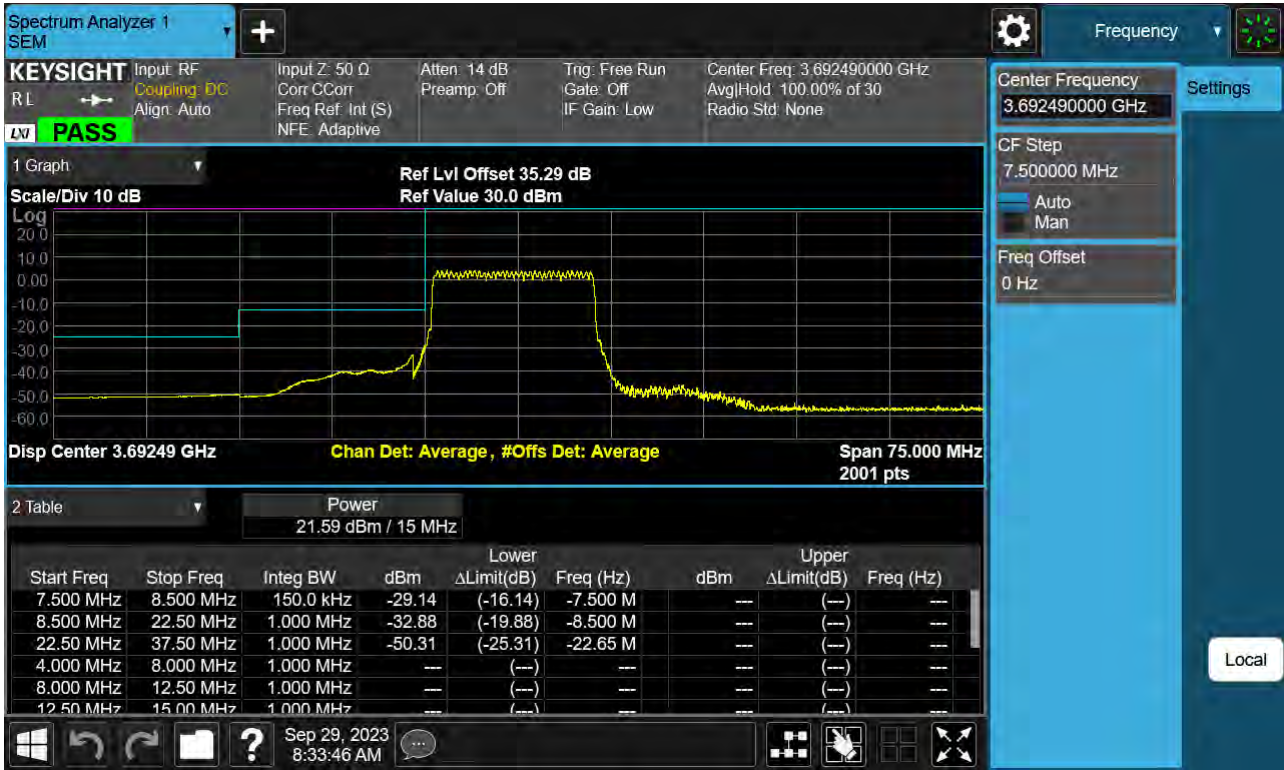 Spectrum Analyzer 1
SEM
Frequency
KEYSIGHT
RL
LXI PASS
Input: RF
Coupling: DC
Align: Auto
Input Z: 50 Ω
Corr CCorr
Freq Ref: Int (S)
NFE: Adaptive
Atten: 14 dB
Preamp: Off
Trig: Free Run
Gate: Off
IF Gain: Low
Center Freq: 3.692490000 GHz
Avg|Hold: 100.00% of 30
Radio Std: None
Center Frequency
3.692490000 GHz
Settings
CF Step
7.500000 MHz
Auto
Man
Freq Offset
0 Hz
Local
1 Graph
Scale/Div 10 dB
Ref Lvl Offset 35.29 dB
Ref Value 30.0 dBm
Log
20.0
10.0
0.00
-10.0
-20.0
-30.0
-40.0
-50.0
-60.0
Disp Center 3.69249 GHz
Chan Det: Average, #Offs Det: Average
Span 75.000 MHz
2001 pts
2 Table
Power
21.59 dBm / 15 MHz
Lower Upper
Start Freq Stop Freq Integ BW dBm ΔLimit(dB) Freq (Hz) dBm ΔLimit(dB) Freq (Hz)
7.500 MHz 8.500 MHz 150.0 kHz -29.14 (-16.14) -7.500 M --- (---) ---
8.500 MHz 22.50 MHz 1.000 MHz -32.88 (-19.88) -8.500 M --- (---) ---
22.50 MHz 37.50 MHz 1.000 MHz -50.31 (-25.31) -22.65 M --- (---) ---
4.000 MHz 8.000 MHz 1.000 MHz --- (---) --- --- (---) ---
8.000 MHz 12.50 MHz 1.000 MHz --- (---) --- --- (---) ---
12.50 MHz 15.00 MHz 1.000 MHz --- (---) --- --- (---) ---
?
Sep 29, 2023
8:33:46 AM